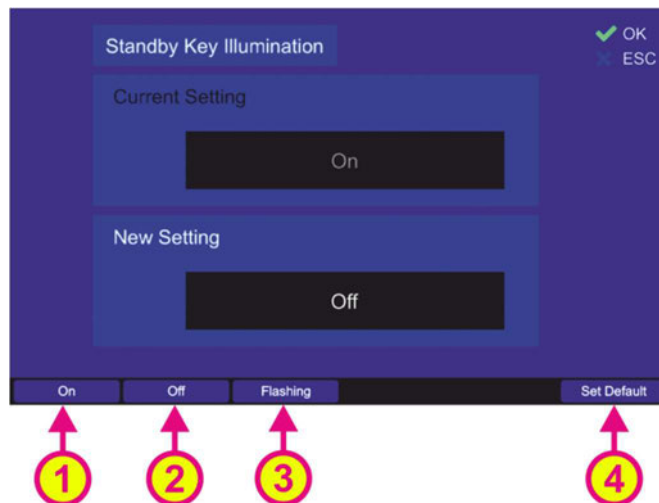 Standby Key Illumination
OK
ESC
Current Setting
On
New Setting
Off
On Off Flashing Set Default
1 2 3 4